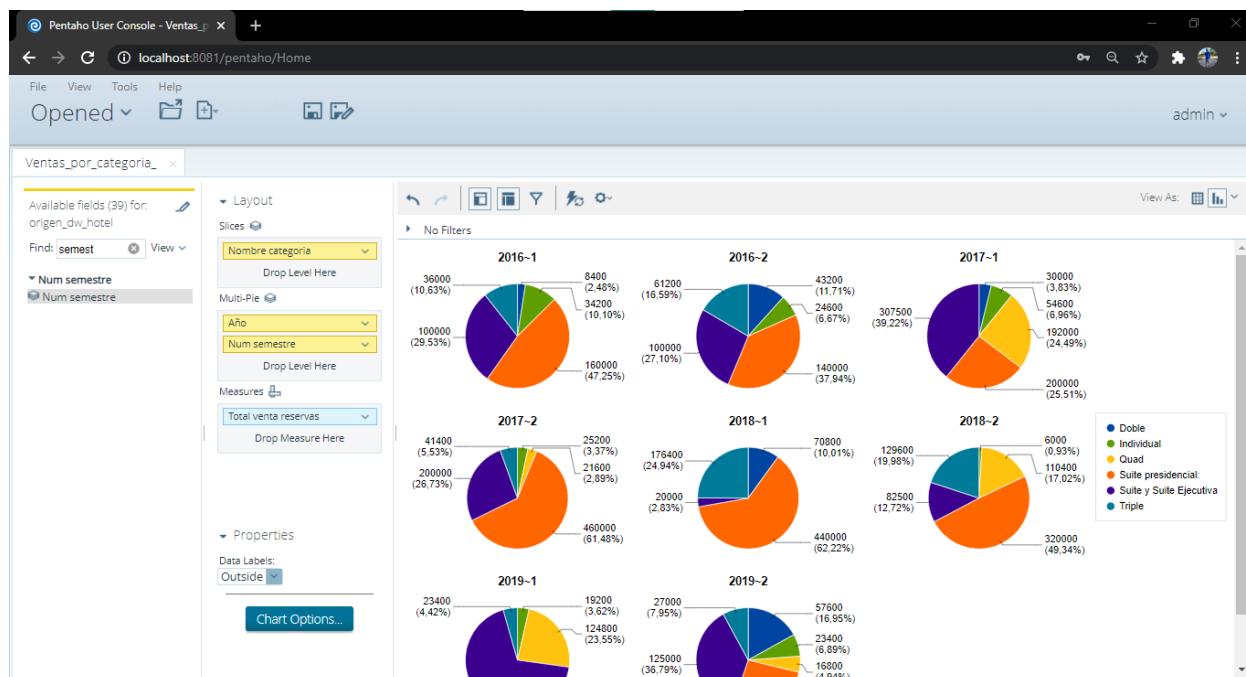 Pentaho User Console - Ventas_p
localhost:8081/pentaho/Home
File View Tools Help
Opened
admin
Ventas_por_categoria_
Available fields (39) for:
origen_dw_hotel
Find: semest View
Num semestre
Num semestre
Layout
Slices
Nombre categoria
Drop Level Here
Multi-Pie
Año
Num semestre
Drop Level Here
Measures
Total venta reservas
Drop Measure Here
Properties
Data Labels:
Outside
Chart Options...
View As:
No Filters
2016~1
36000
(10,63%)
8400
(2,48%)
34200
(10,10%)
100000
(29,53%)
160000
(47,25%)
2016~2
61200
(16,59%)
43200
(11,71%)
24600
(6,67%)
100000
(27,10%)
140000
(37,94%)
2017~1
30000
(3,83%)
54600
(6,96%)
307500
(39,22%)
192000
(24,49%)
200000
(25,51%)
2017~2
41400
(5,53%)
25200
(3,37%)
21600
(2,89%)
200000
(26,73%)
460000
(61,48%)
2018~1
70800
(10,01%)
176400
(24,94%)
20000
(2,83%)
440000
(62,22%)
2018~2
129600
(19,98%)
6000
(0,93%)
110400
(17,02%)
82500
(12,72%)
320000
(49,34%)
Doble
Individual
Quad
Suite presidencial:
Suite y Suite Ejecutiva
Triple
2019~1
23400
(4,42%)
19200
(3,62%)
124800
(23,55%)
2019~2
27000
(7,95%)
57600
(16,95%)
23400
(6,89%)
125000
(36,79%)
16800
(4,94%)